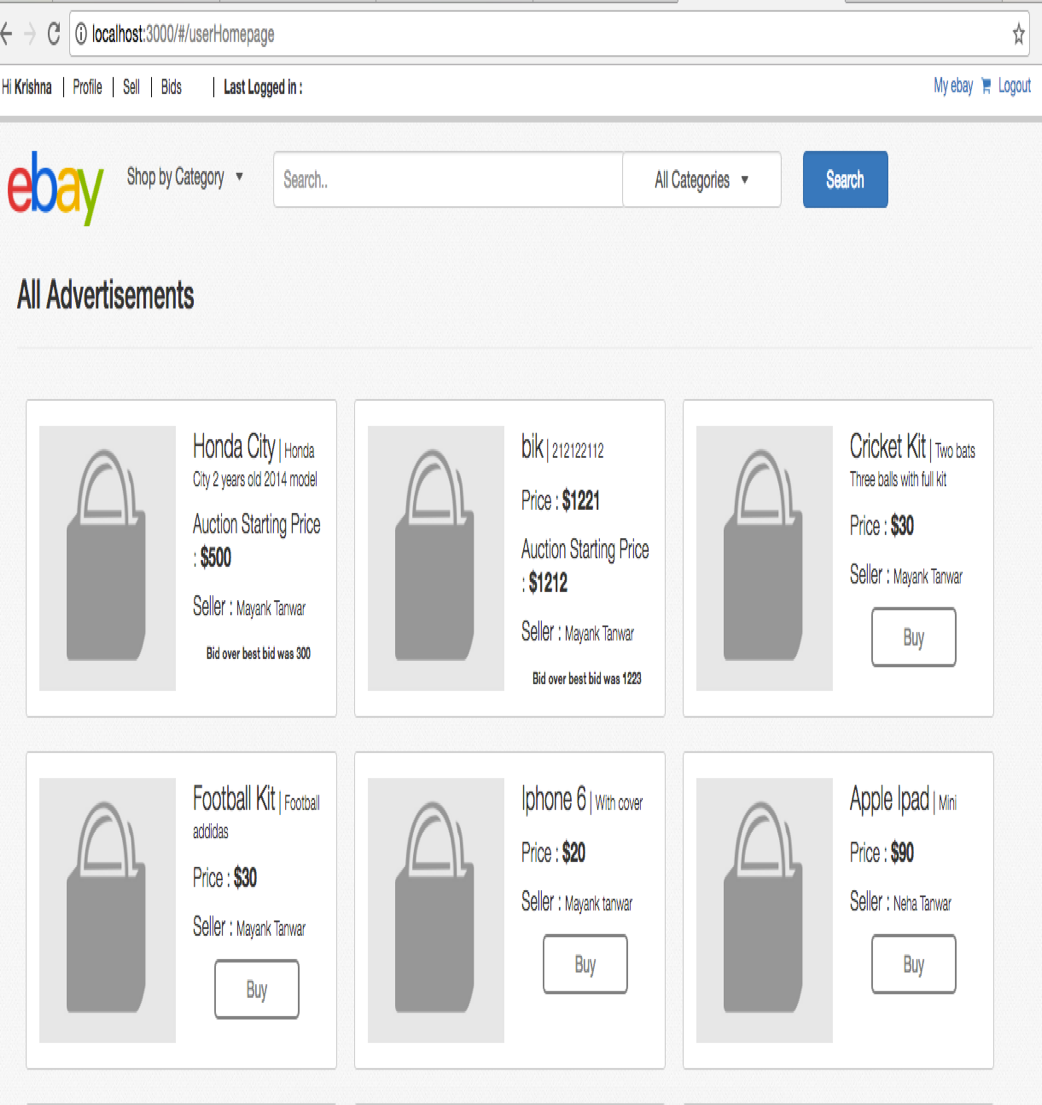 localhost:3000/#/userHomepage
Hi Krishna | Profile | Sell | Bids | Last Logged in : My ebay Logout
ebay Shop by Category Search.. All Categories Search
All Advertisements
Honda City | Honda
City 2 years old 2014 model
Auction Starting Price
: $500
Seller : Mayank Tanwar
Bid over best bid was 300
bik | 212122112
Price : $1221
Auction Starting Price
: $1212
Seller : Mayank Tanwar
Bid over best bid was 1223
Cricket Kit | Two bats
Three balls with full kit
Price : $30
Seller : Mayank Tanwar
Buy
Football Kit | Football
addidas
Price : $30
Seller : Mayank Tanwar
Buy
Iphone 6 | With cover
Price : $20
Seller : Mayank tanwar
Buy
Apple Ipad | Mini
Price : $90
Seller : Neha Tanwar
Buy